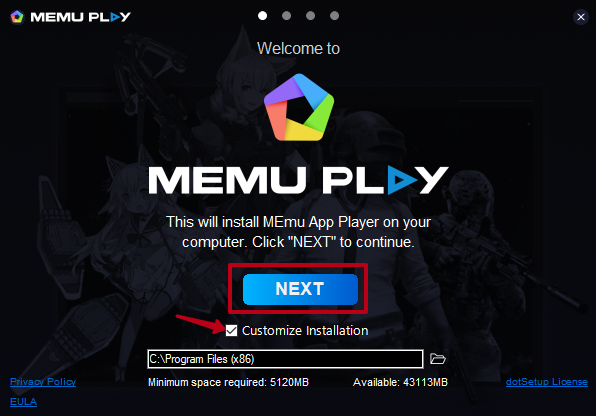 MEMU PLAY
Welcome to
MEMU PLAY
This will install MEmu App Player on your
computer. Click "NEXT" to continue.
NEXT
Customize Installation
C:\Program Files (x86)
Minimum space required: 5120MB Available: 43113MB
Privacy Policy dotSetup License
EULA